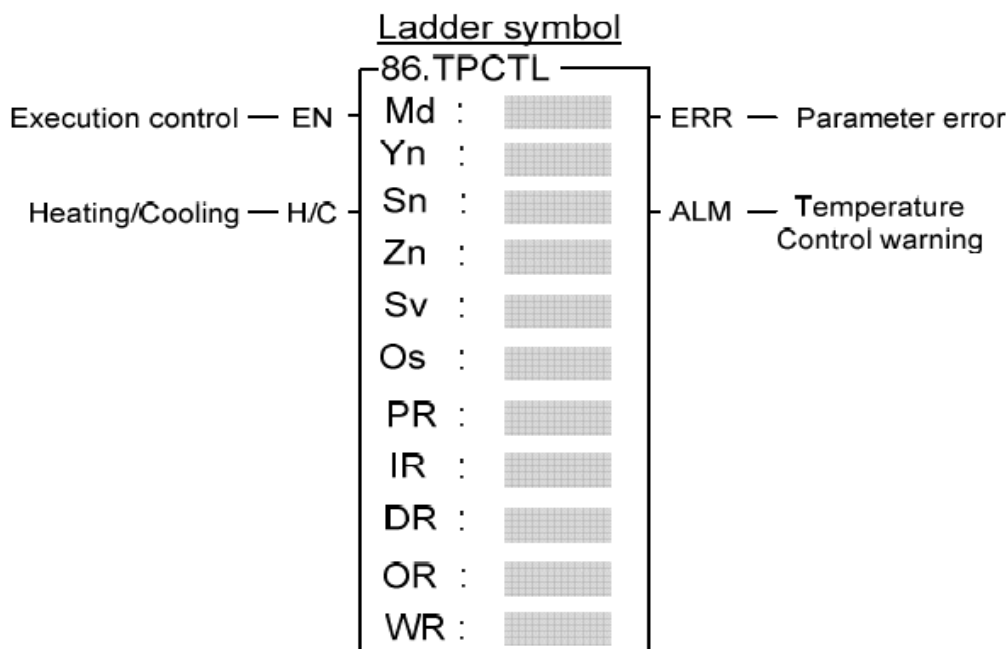 Ladder symbol
86.TPCTL
Execution control — EN Md : ERR — Parameter error
Yn :
Heating/Cooling — H/C Sn : ALM — Temperature
Control warning
Zn :
Sv :
Os :
PR :
IR :
DR :
OR :
WR :